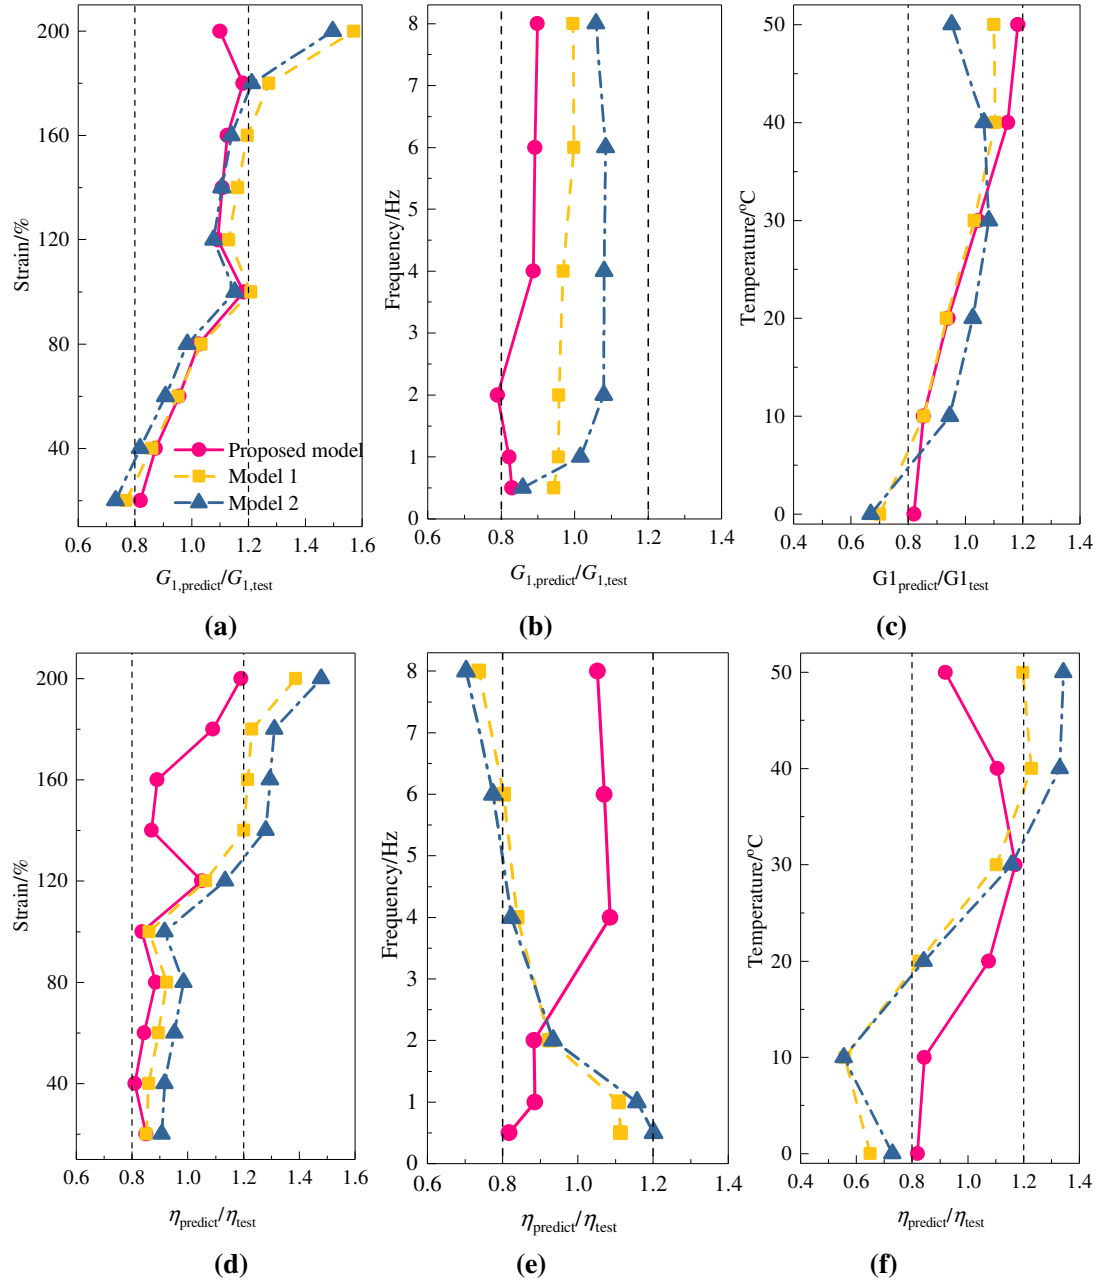 200
160
120
80
40
Strain/%
Proposed model
Model 1
Model 2
0.6 0.8 1.0 1.2 1.4 1.6
G1,predict/G1,test
(a)
8
7
6
5
4
3
2
1
0
Frequency/Hz
0.6 0.8 1.0 1.2 1.4
G1,predict/G1,test
(b)
50
40
30
20
10
0
Temperature/°C
0.4 0.6 0.8 1.0 1.2 1.4
G1predict/G1test
(c)
200
160
120
80
40
Strain/%
0.6 0.8 1.0 1.2 1.4 1.6
ηpredict/ηtest
(d)
8
7
6
5
4
3
2
1
0
Frequency/Hz
0.6 0.8 1.0 1.2 1.4
ηpredict/ηtest
(e)
50
40
30
20
10
0
Temperature/°C
0.4 0.6 0.8 1.0 1.2 1.4
ηpredict/ηtest
(f)